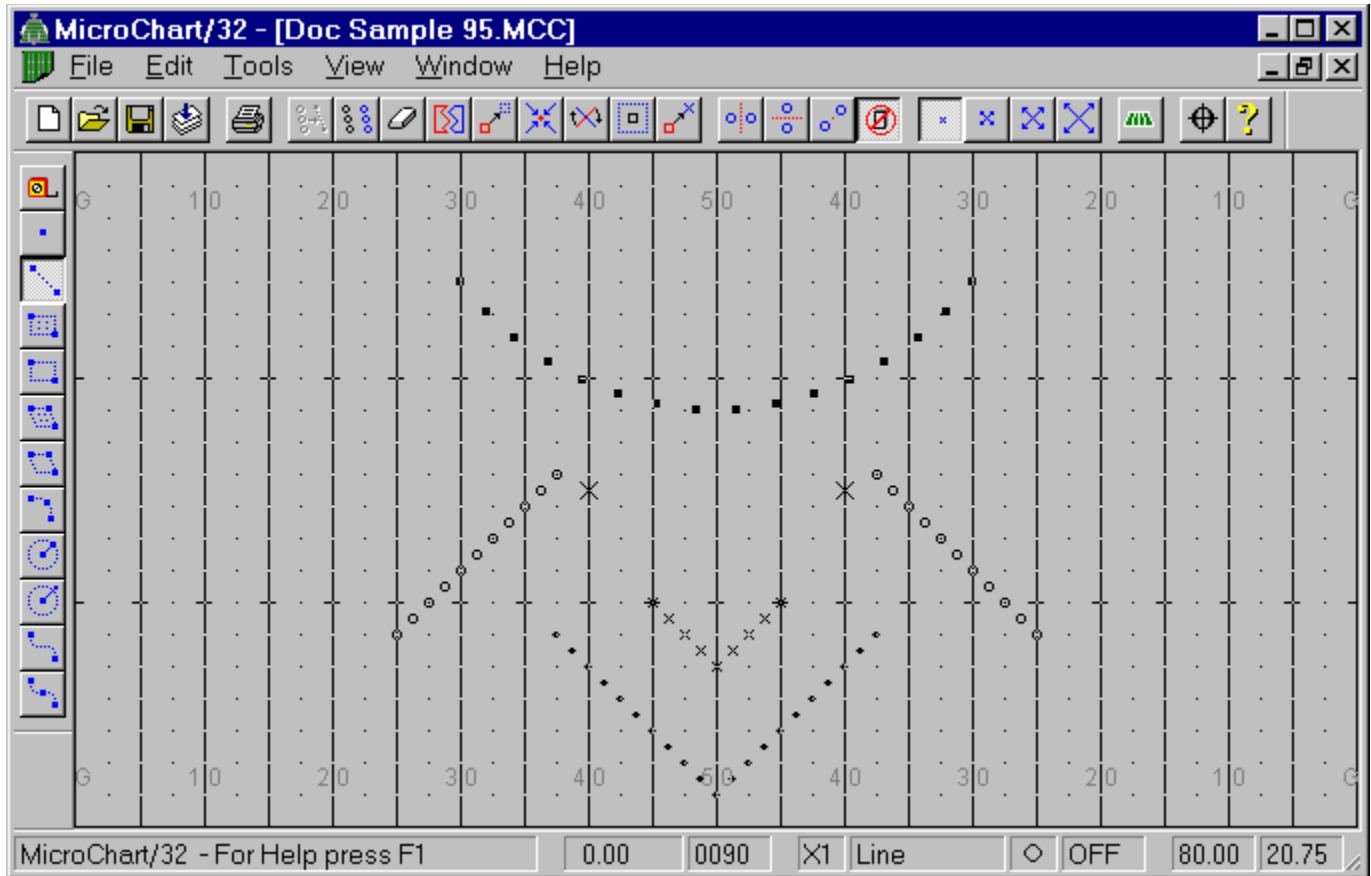 MicroChart/32 - [Doc Sample 95.MCC]
File Edit Tools View Window Help
G 10 20 30 40 50 40 30 20 10 G
G 10 20 30 40 50 40 30 20 10 G
MicroChart/32 - For Help press F1 0.00 0090 X1 Line OFF 80.00 20.75